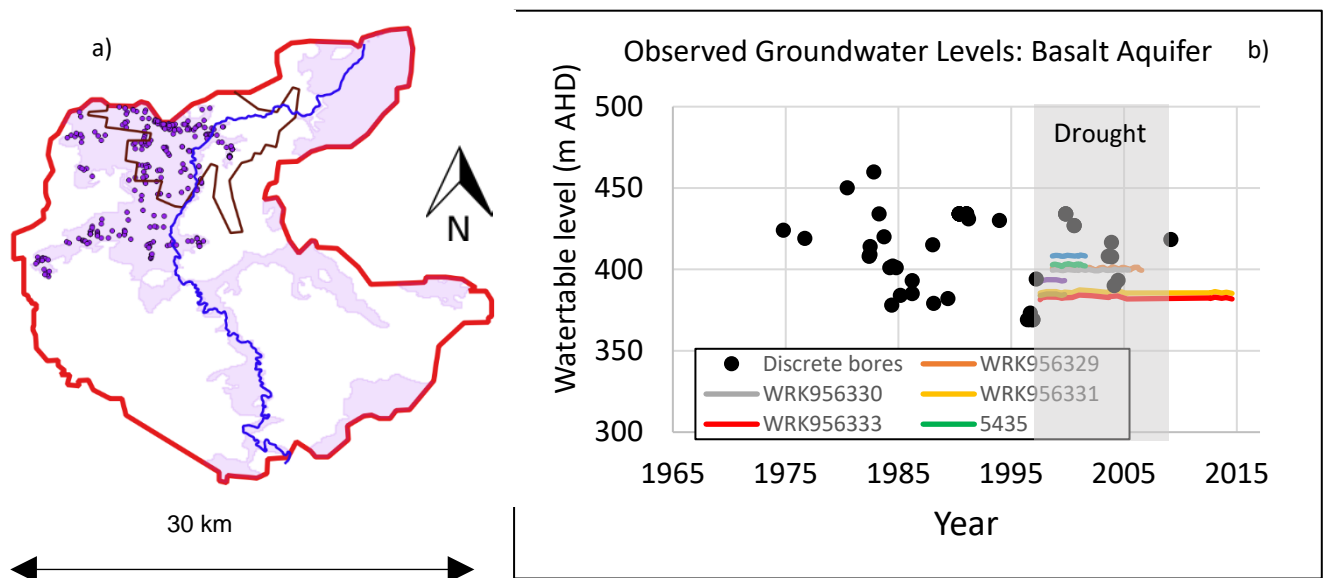 a)
N
30 km
Observed Groundwater Levels: Basalt Aquifer
b)
Watertable level (m AHD)
500
450
400
350
300
Drought
Discrete bores
WRK956329
WRK956330
WRK956331
WRK956333
5435
1965 1975 1985 1995 2005 2015
Year